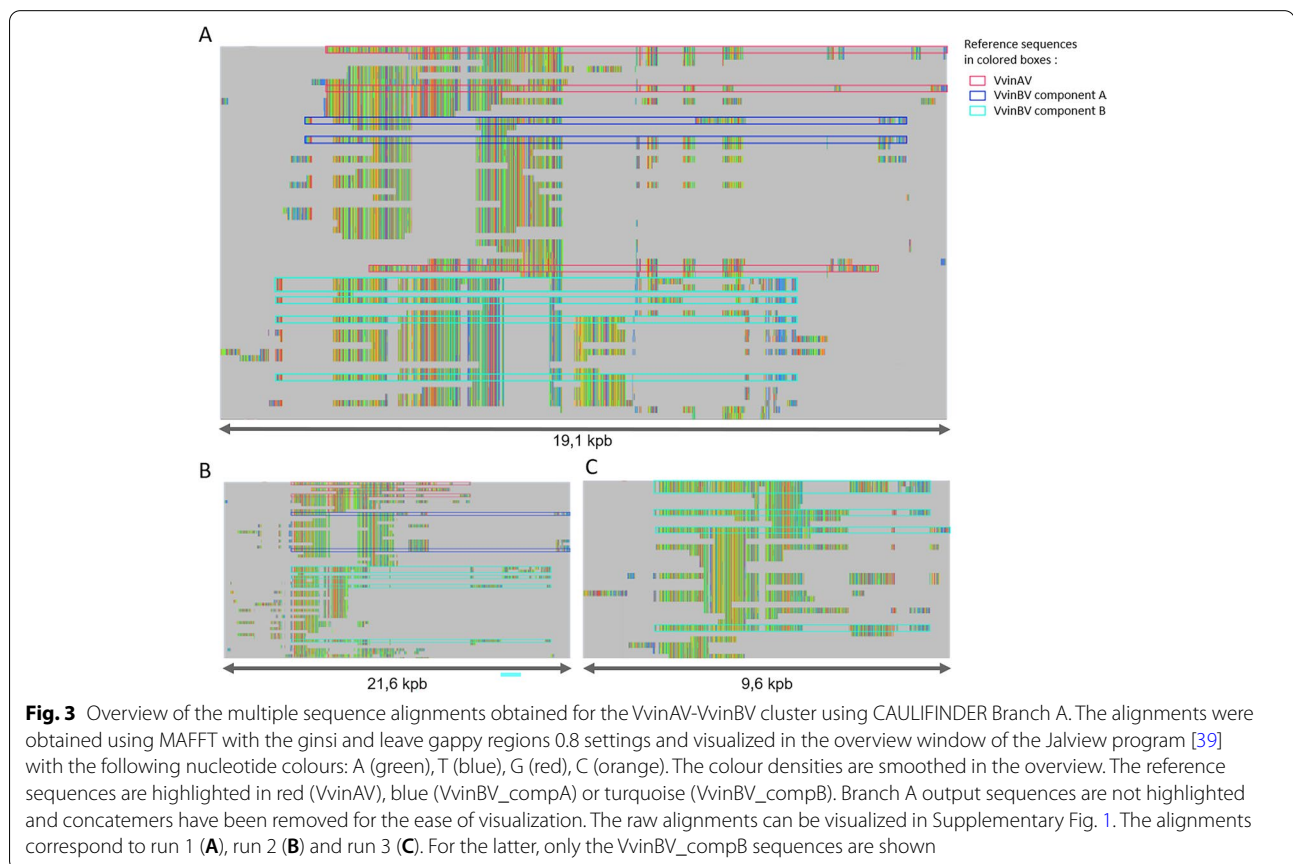 A
Reference sequences
in colored boxes :
VvinAV
VvinBV component A
VvinBV component B
19,1 kpb
B
C
21,6 kpb
9,6 kpb
Fig. 3 Overview of the multiple sequence alignments obtained for the VvinAV-VvinBV cluster using CAULIFINDER Branch A. The alignments were
obtained using MAFFT with the ginsi and leave gappy regions 0.8 settings and visualized in the overview window of the Jalview program [39]
with the following nucleotide colours: A (green), T (blue), G (red), C (orange). The colour densities are smoothed in the overview. The reference
sequences are highlighted in red (VvinAV), blue (VvinBV_compA) or turquoise (VvinBV_compB). Branch A output sequences are not highlighted
and concatemers have been removed for the ease of visualization. The raw alignments can be visualized in Supplementary Fig. 1. The alignments
correspond to run 1 (A), run 2 (B) and run 3 (C). For the latter, only the VvinBV_compB sequences are shown